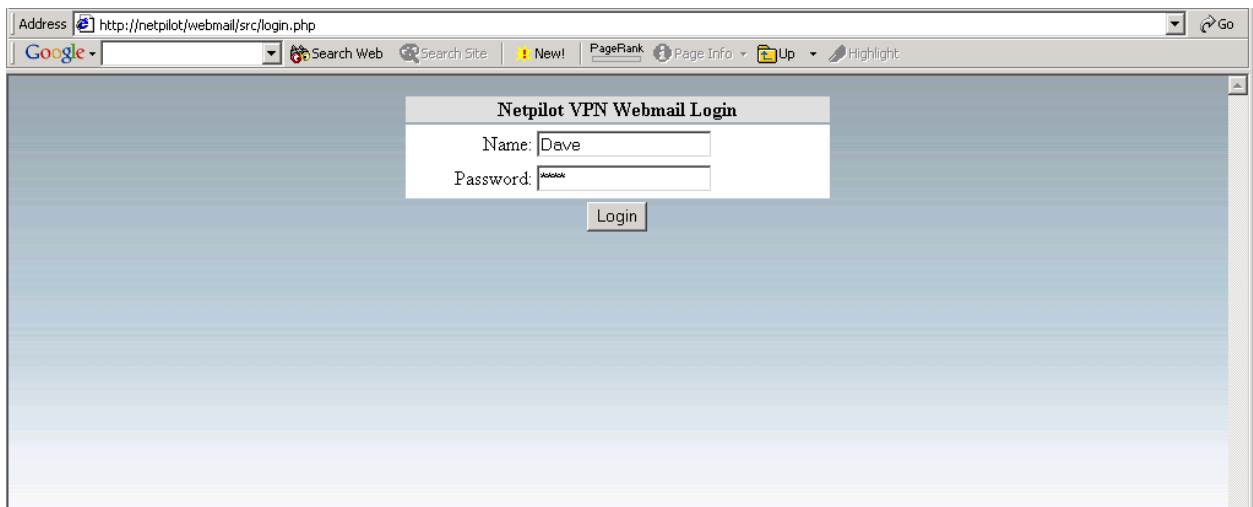 Address http://netpilot/webmail/src/login.php Go
Google Search Web Search Site New! PageRank Page Info Up Highlight
Netpilot VPN Webmail Login
Name: Dave
Password: ****
Login